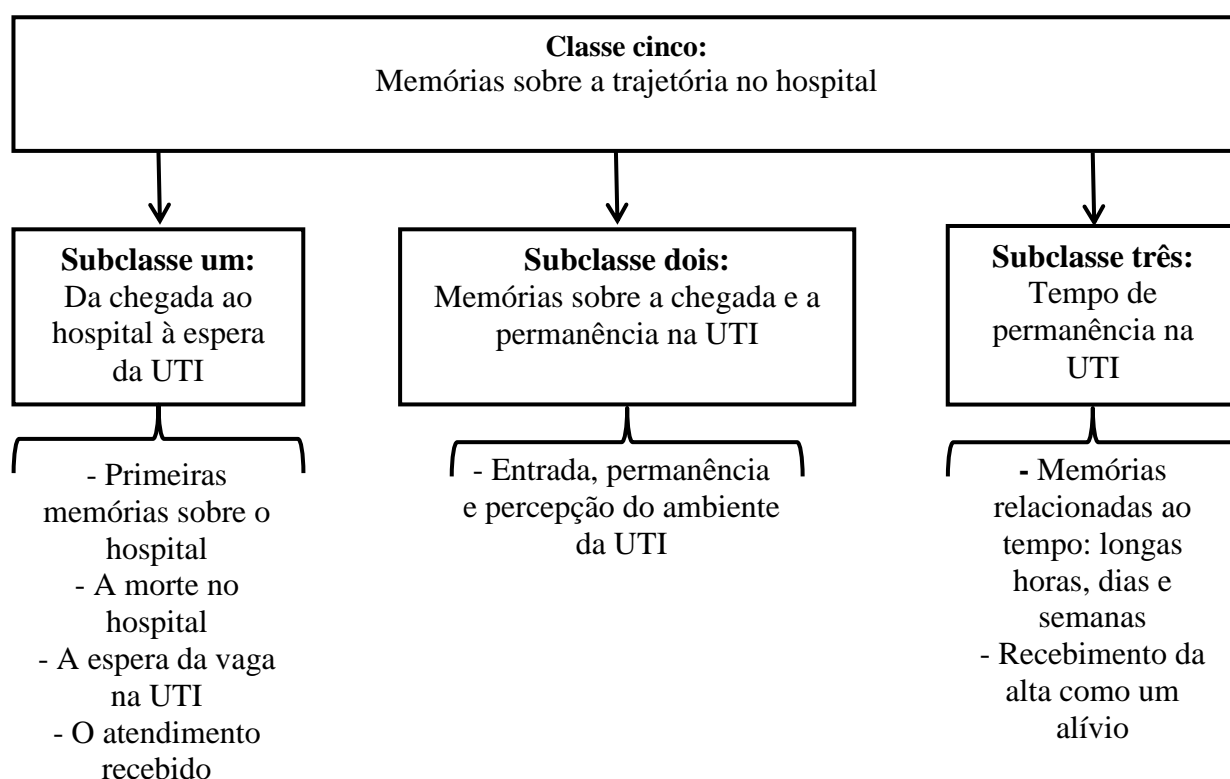 Classe cinco:
Memórias sobre a trajetória no hospital
Subclasse um:
Da chegada ao
hospital à espera
da UTI
- Primeiras
memórias sobre o
hospital
- A morte no
hospital
- A espera da vaga
na UTI
- O atendimento
recebido
Subclasse dois:
Memórias sobre a chegada e a
permanência na UTI
- Entrada, permanência
e percepção do ambiente
da UTI
Subclasse três:
Tempo de
permanência na
UTI
- Memórias
relacionadas ao
tempo: longas
horas, dias e
semanas
- Recebimento da
alta como um
alívio